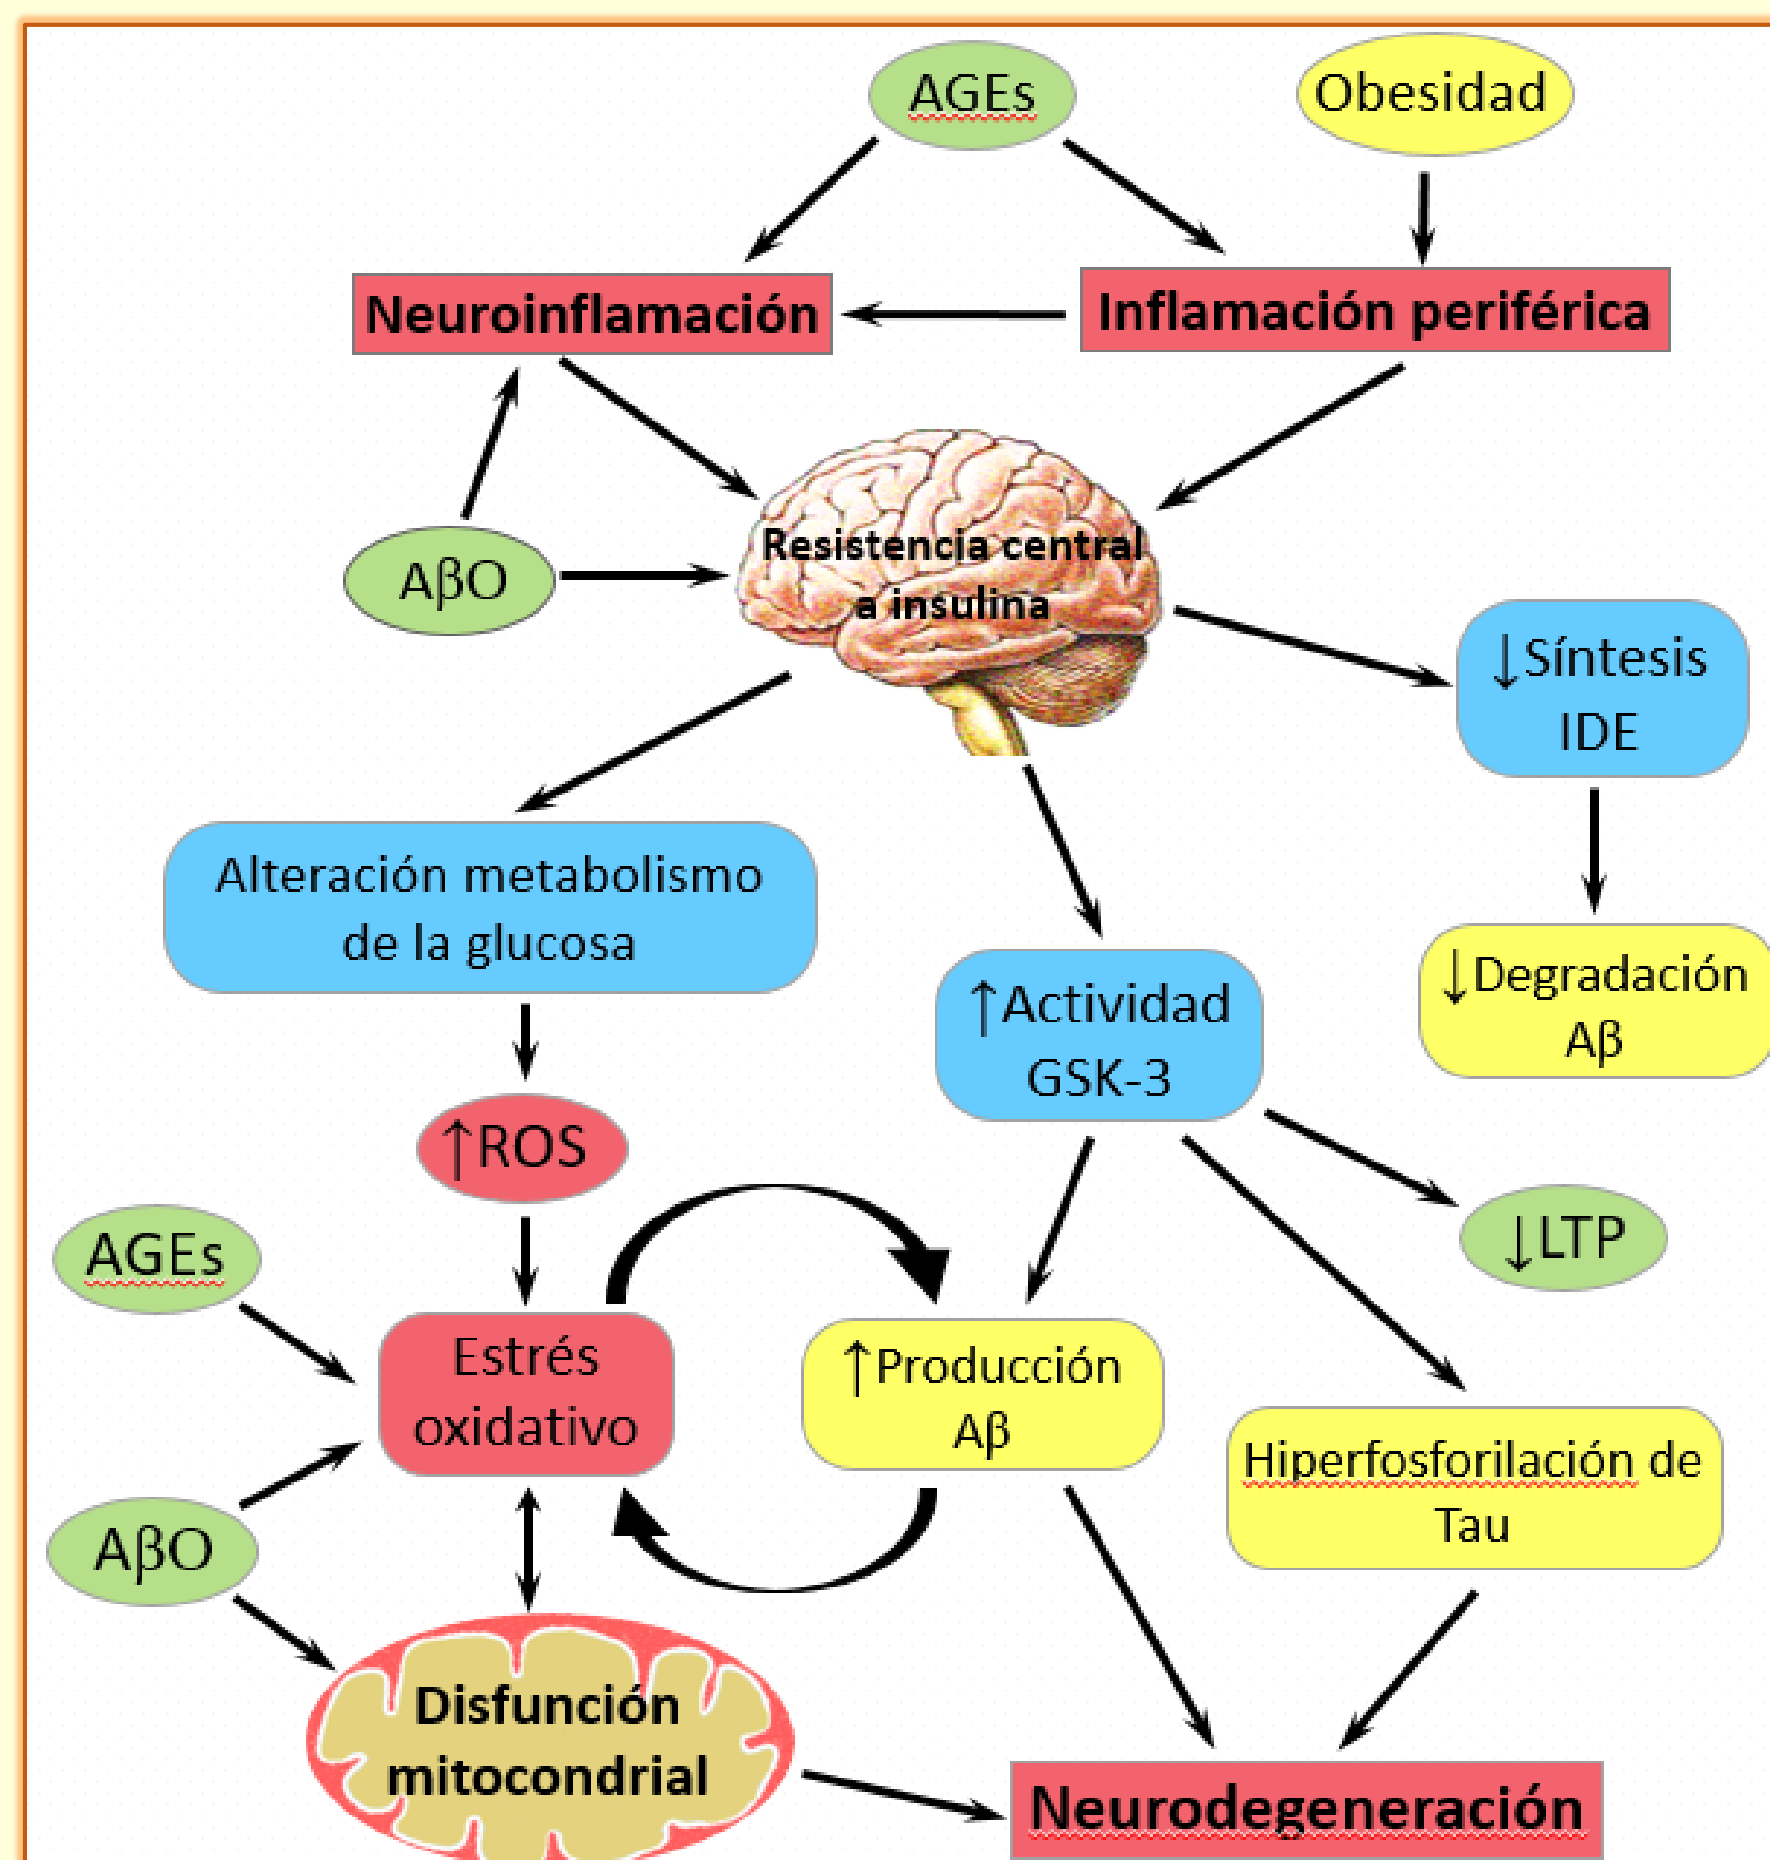 AGEs
Obesidad
Neuroinflamación
Inflamación periférica
Resistencia central
a insulina
AβO
↓Síntesis
IDE
Alteración metabolismo
de la glucosa
↑Actividad
GSK-3
↓Degradación
Aβ
↑ROS
↓LTP
AGEs
Estrés
oxidativo
↑Producción
Aβ
Hiperfosforilación de
Tau
AβO
Disfunción
mitocondrial
Neurodegeneración